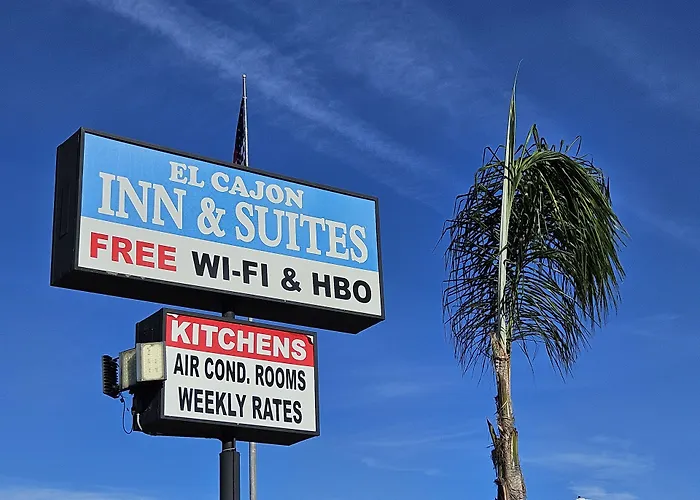 EL CAJON
INN & SUITES
FREE WI-FI & HBO
KITCHENS
AIR COND. ROOMS
WEEKLY RATES